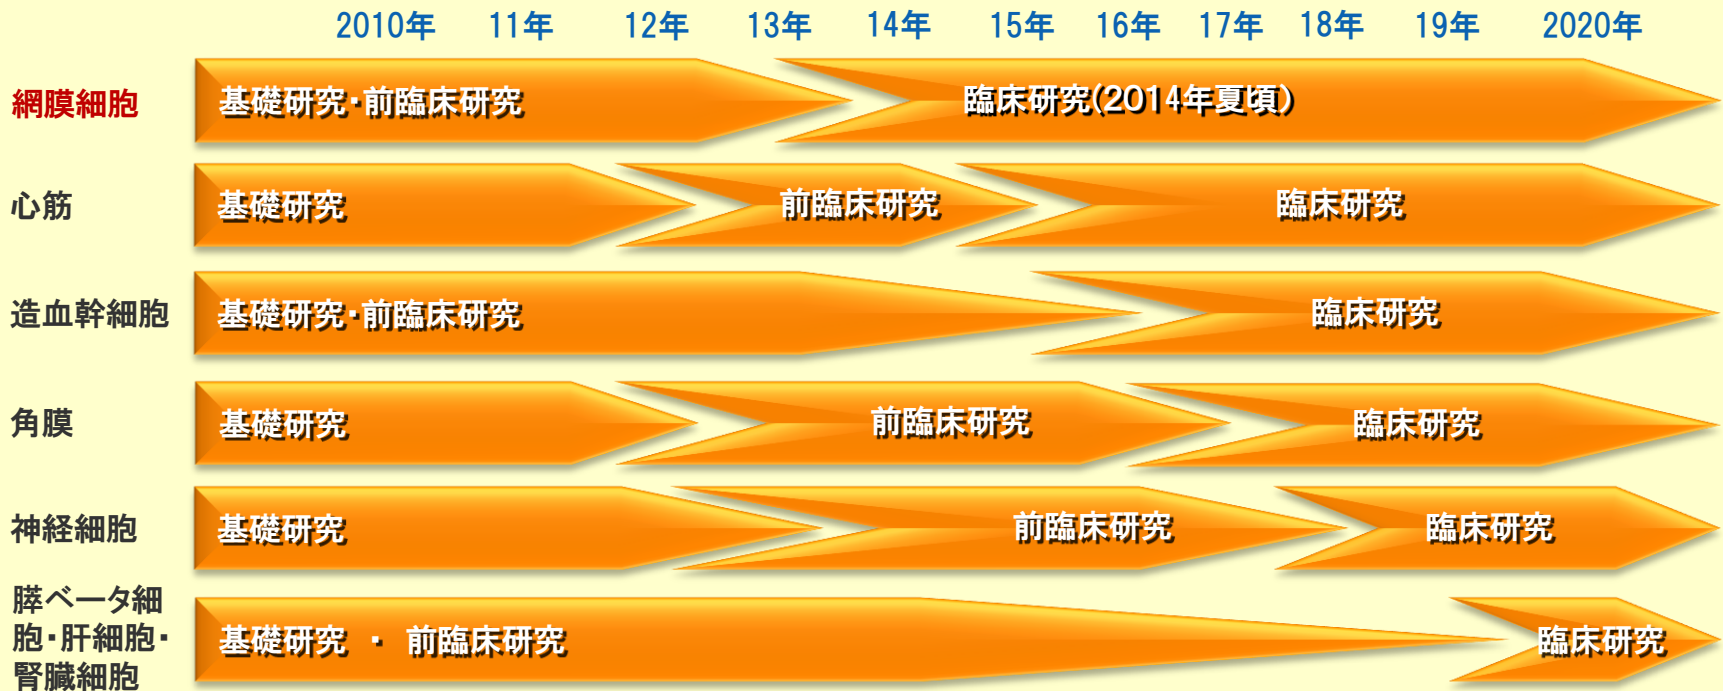 2010年 11年 12年 13年 14年 15年 16年 17年 18年 19年 2020年
網膜細胞 基礎研究・前臨床研究 臨床研究(2014年夏頃)
心筋 基礎研究 前臨床研究 臨床研究
造血幹細胞 基礎研究・前臨床研究 臨床研究
角膜 基礎研究 前臨床研究 臨床研究
神経細胞 基礎研究 前臨床研究 臨床研究
膵ベータ細
胞・肝細胞・
腎臓細胞
基礎研究 ・ 前臨床研究 臨床研究